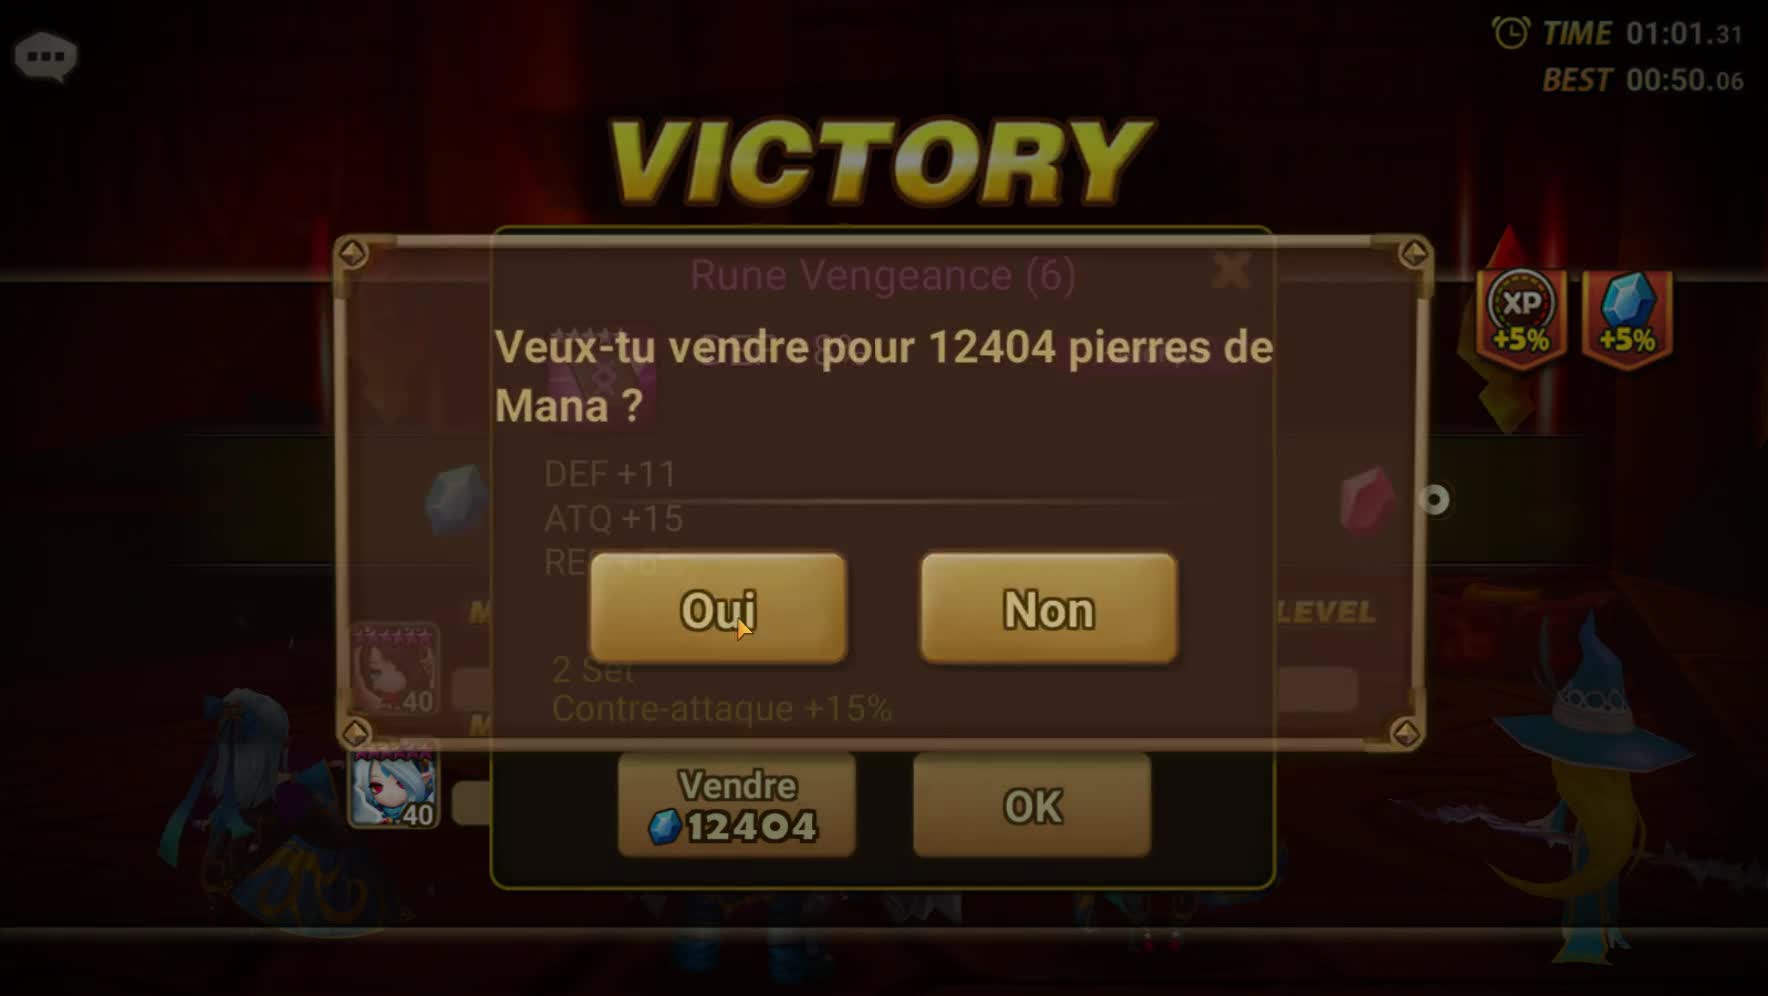 TIME 01:01.31
BEST 00:50.06
VICTORY
Rune Vengeance (6)
XP
+5%
+5%
Veux-tu vendre pour 12404 pierres de
Mana ?
DEF +11
ATQ +15
Oui
Non
LEVEL
2 Set
Contre-attaque +15%
40
40
Vendre
12404
OK